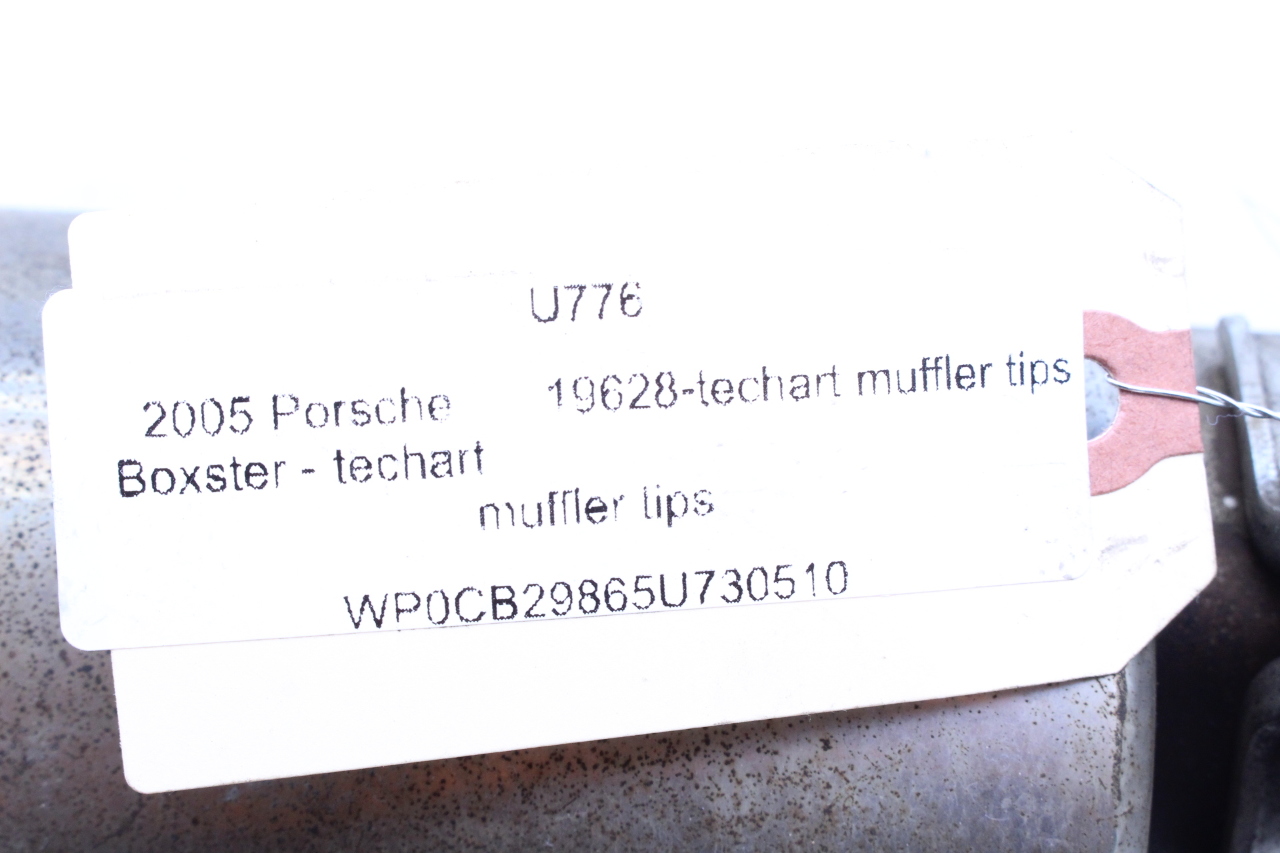 U776
19628-techart muffler tips
2005 Porsche
Boxster - techart
muffler tips
WP0CB29865U730510